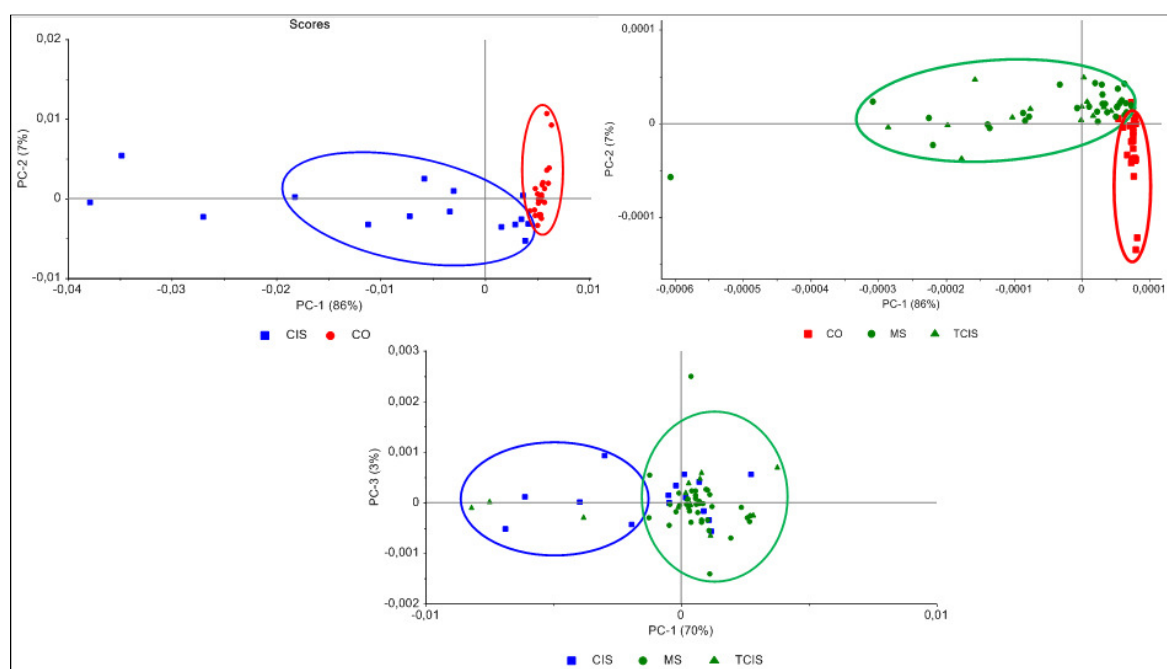 Scores
0,02
0,01
0
-0,01
PC-2 (7%)
-0,04
-0,03
-0,02
-0,01
0
0,01
PC-1 (86%)
CIS
CO
0,0001
0
-0,0001
PC-2 (7%)
-0,0006
-0,0005
-0,0004
-0,0003
-0,0002
-0,0001
0
0,0001
PC-1 (86%)
CO
MS
TCIS
0,003
0,002
0,001
0
-0,001
-0,002
PC-3 (3%)
-0,01
0
0,01
PC-1 (70%)
CIS
MS
TCIS